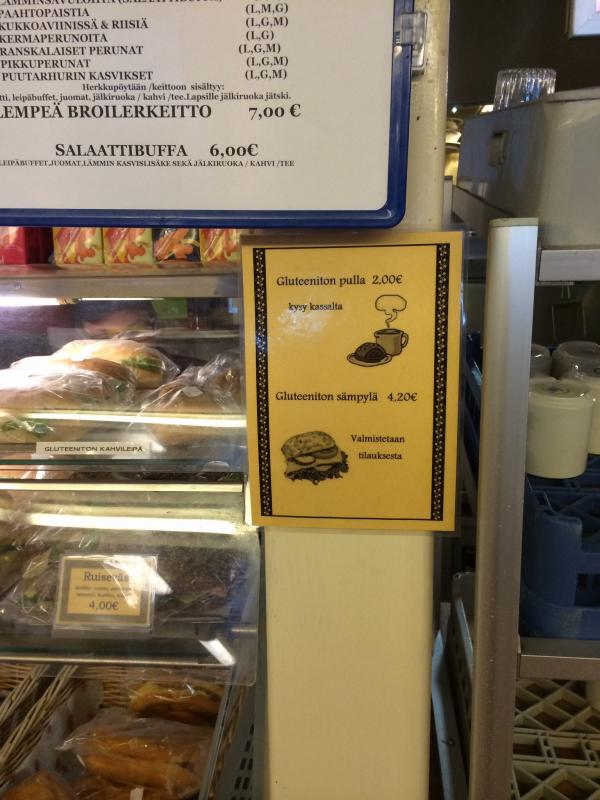 PAAHTOPAISTIA (L,M,G)
KUKKOAVIINISSÄ & RIISIÄ (L,G,M)
KERMAPERUNOITA (L,G)
RANSKALAISET PERUNAT (L,G,M)
PIKKUPERUNAT (L,G,M)
PUUTARHURIN KASVIKSET (L,G,M)
Herkkupöytään /keittoon sisältyy:
leipäbuffet, juomat, jälkiruoka / kahvi /tee.Lapsille jälkiruoka jätski.
LEMPEÄ BROILERKEITTO 7,00 €
SALAATTIBUFFA 6,00€
LEIPÄBUFFET,JUOMAT,LÄMMIN KASVISLISÄKE SEKÄ JÄLKIRUOKA / KAHVI /TEE
Gluteeniton pulla 2,00€
kysy kassalta
Gluteeniton sämpylä 4,20€
Valmistetaan
tilauksesta
GLUTEENITON KAHVILEIPÄ
Ruisevas
4,00€